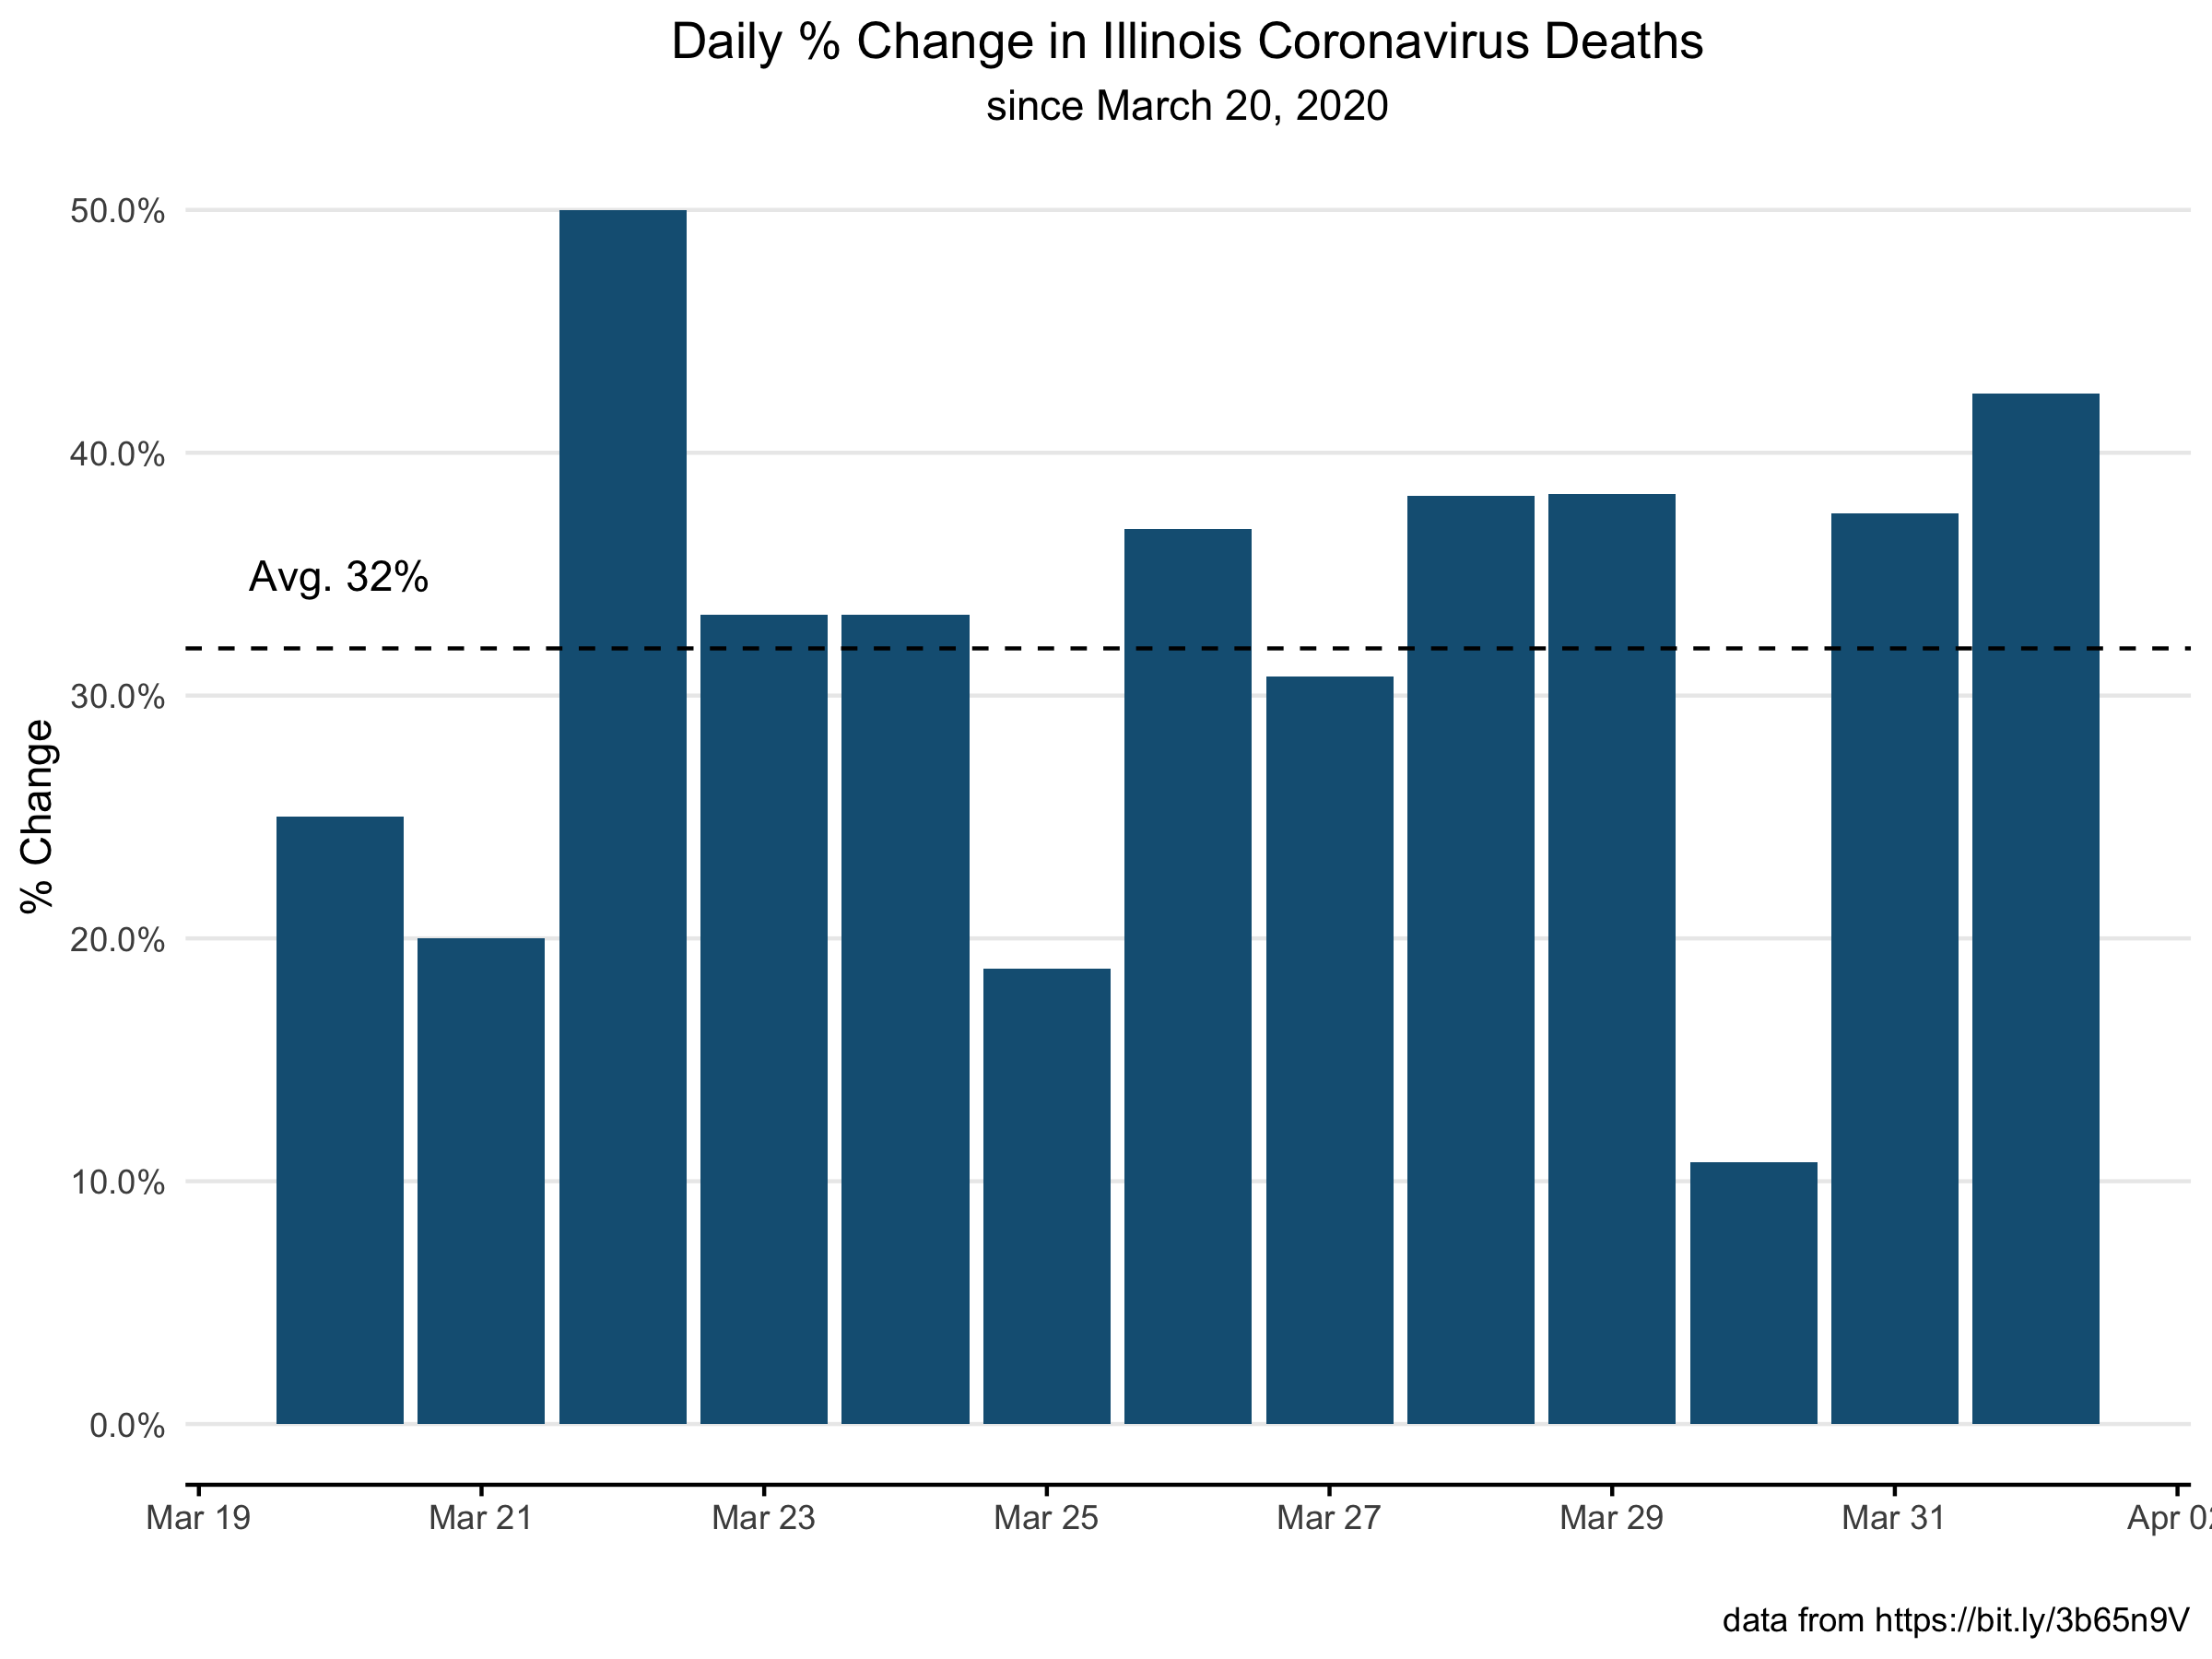 Daily % Change in Illinois Coronavirus Deaths
since March 20, 2020
50.0%
40.0%
Avg. 32%
30.0%
% Change
20.0%
10.0%
0.0%
Mar 19 Mar 21 Mar 23 Mar 25 Mar 27 Mar 29 Mar 31 Apr
data from https://bit.ly/3b65n9V